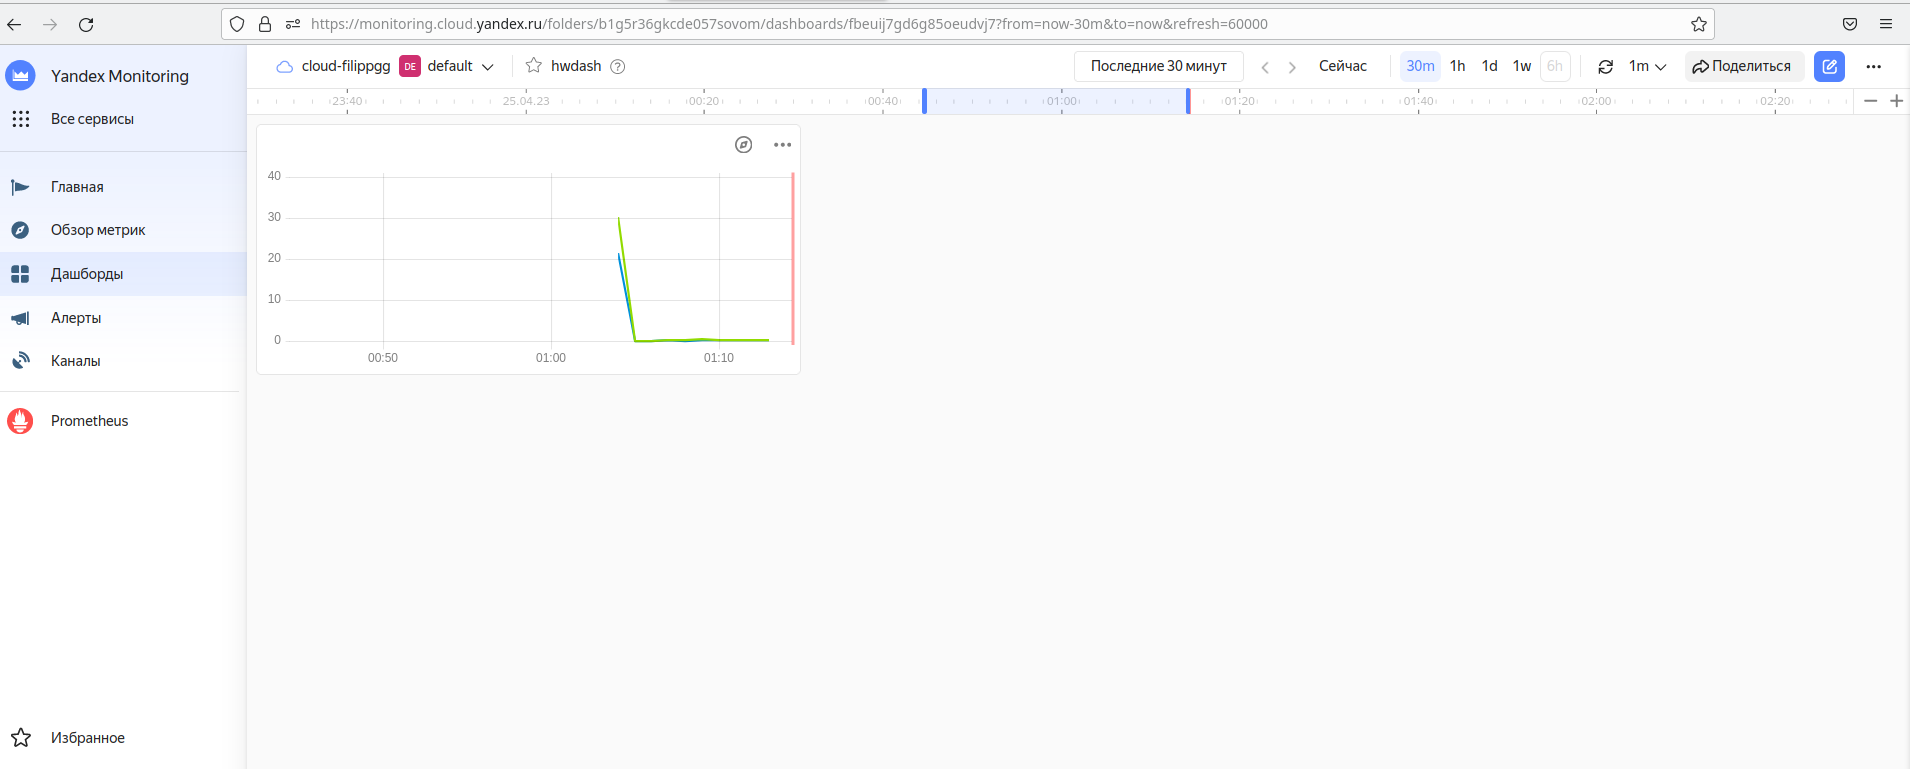 https://monitoring.cloud.yandex.ru/folders/b1g5r36gkcde057sovom/dashboards/fbeuij7gd6g85oeudvj7?from=now-30m&to=now&refresh=60000
Yandex Monitoring
Все сервисы
Главная
Обзор метрик
Дашборды
Алерты
Каналы
Prometheus
Избранное
cloud-filippgg DE default hwdash ?
Последние 30 минут Сейчас 30m 1h 1d 1w 6h 1m Поделиться
23:40 25.04.23 00:20 00:40 01:00 01:20 01:40 02:00 02:20
40
30
20
10
0
00:50 01:00 01:10